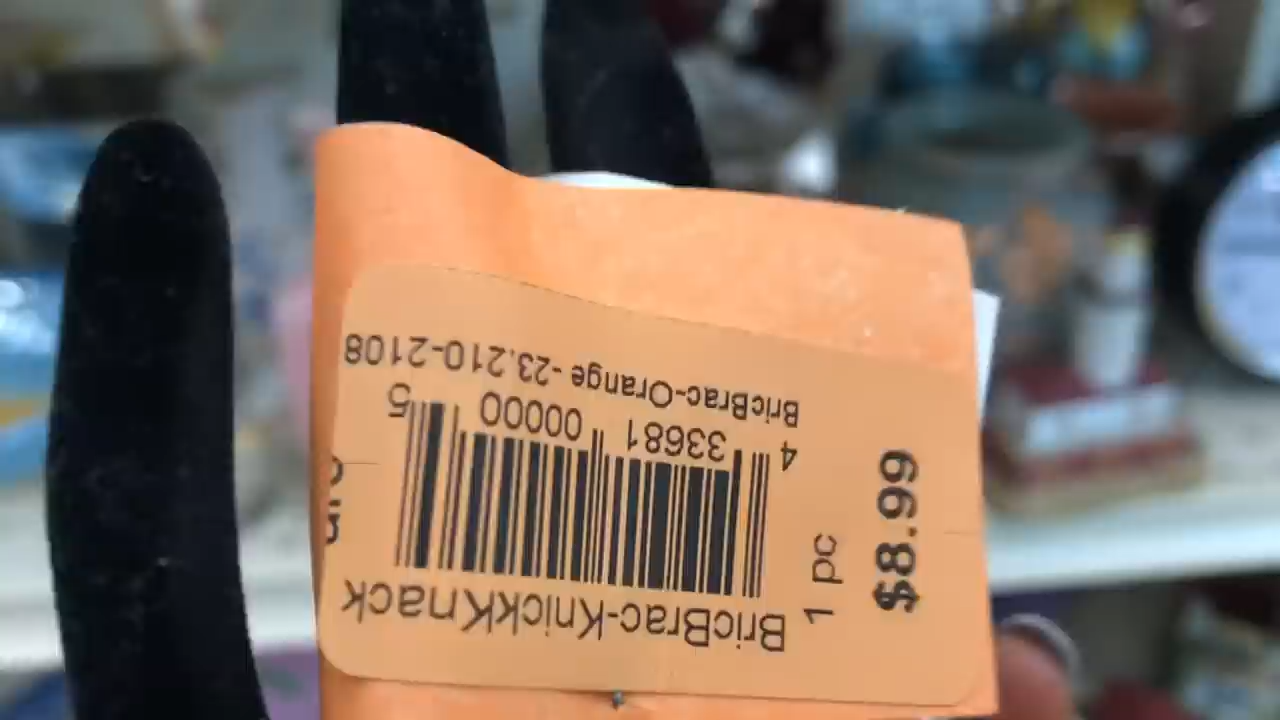 BricBrac-KnickKnack
4 33681 00000 5
BricBrac-Orange -23.210-2108
1 pc
$8.99